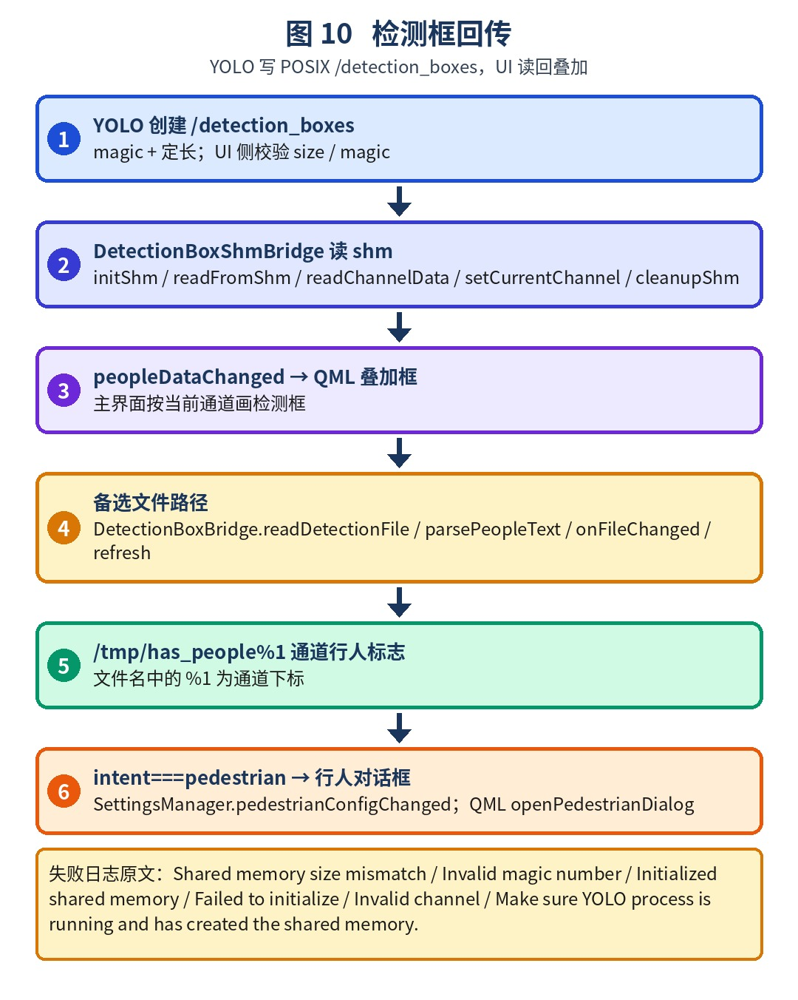 图 10 检测框回传
YOLO 写 POSIX /detection_boxes，UI 读回叠加
1
YOLO 创建 /detection_boxes
magic + 定长；UI 侧校验 size / magic
2
DetectionBoxShmBridge 读 shm
initShm / readFromShm / readChannelData / setCurrentChannel / cleanupShm
3
peopleDataChanged → QML 叠加框
主界面按当前通道画检测框
4
备选文件路径
DetectionBoxBridge.readDetectionFile / parsePeopleText / onFileChanged /
refresh
5
/tmp/has_people%1 通道行人标志
文件名中的 %1 为通道下标
6
intent===pedestrian → 行人对话框
SettingsManager.pedestrianConfigChanged；QML openPedestrianDialog
失败日志原文：Shared memory size mismatch / Invalid magic number / Initialized
shared memory / Failed to initialize / Invalid channel / Make sure YOLO process is
running and has created the shared memory.